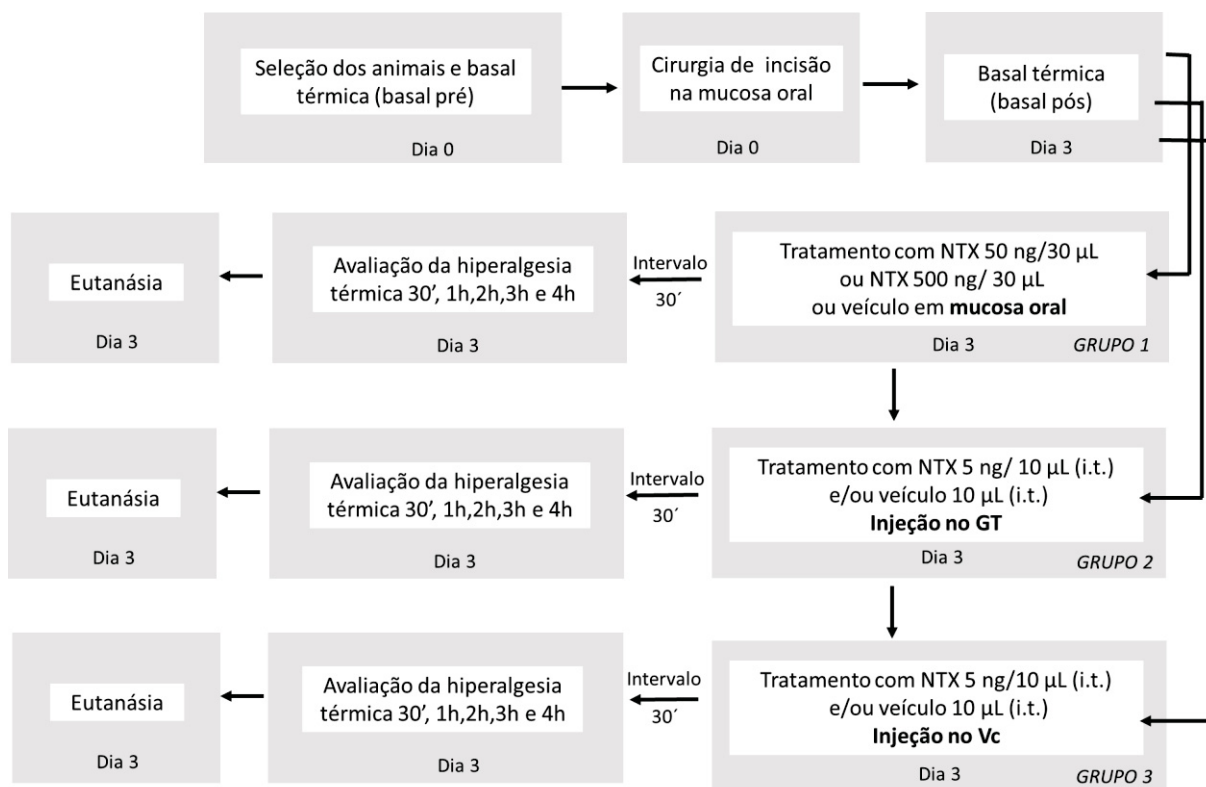 Seleção dos animais e basal
térmica (basal pré)
Dia 0
Cirurgia de incisão
na mucosa oral
Dia 0
Basal térmica
(basal pós)
Dia 3
Tratamento com NTX 50 ng/30 µL
ou NTX 500 ng/ 30 µL
ou veículo em mucosa oral
Dia 3
GRUPO 1
Intervalo
30´
Avaliação da hiperalgesia
térmica 30', 1h,2h,3h e 4h
Dia 3
Eutanásia
Dia 3
Tratamento com NTX 5 ng/ 10 µL (i.t.)
e/ou veículo 10 µL (i.t.)
Injeção no GT
Dia 3
GRUPO 2
Intervalo
30´
Avaliação da hiperalgesia
térmica 30', 1h,2h,3h e 4h
Dia 3
Eutanásia
Dia 3
Tratamento com NTX 5 ng/10 µL (i.t.)
e/ou veículo 10 µL (i.t.)
Injeção no Vc
Dia 3
GRUPO 3
Intervalo
30´
Avaliação da hiperalgesia
térmica 30', 1h,2h,3h e 4h
Dia 3
Eutanásia
Dia 3